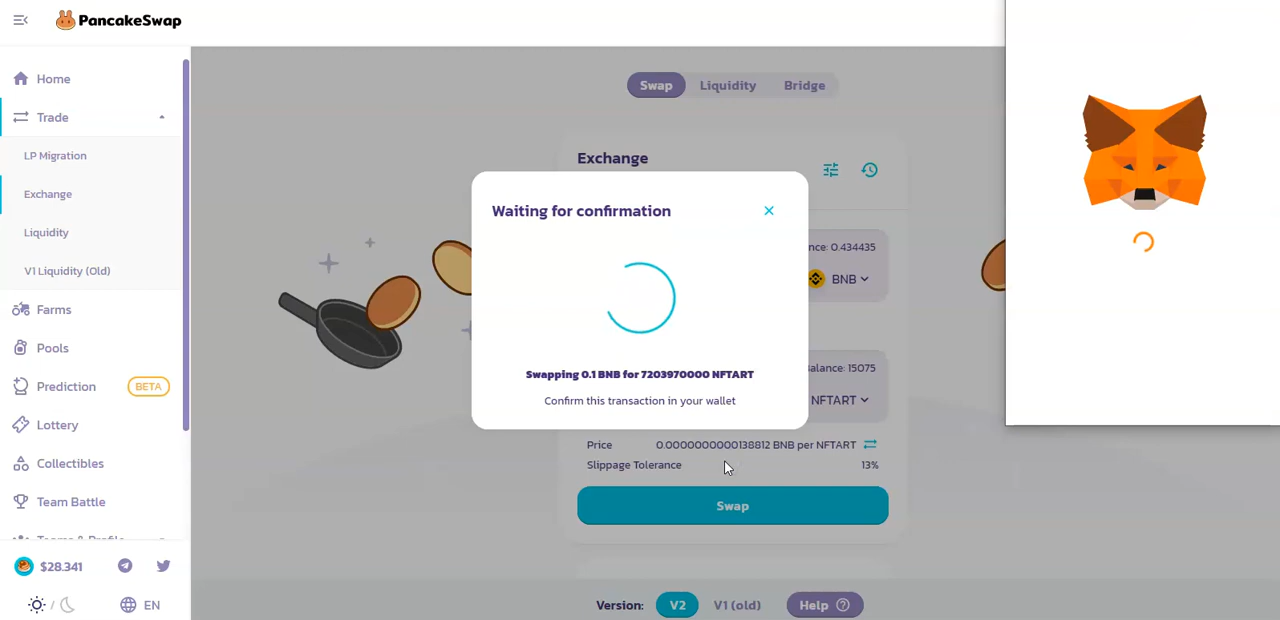 PancakeSwap
Home
Trade
LP Migration
Exchange
Liquidity
V1 Liquidity (Old)
Farms
Pools
Prediction BETA
Lottery
Collectibles
Team Battle
Teams & Profile
$28.341
EN
Swap Liquidity Bridge
Exchange
Waiting for confirmation
nce: 0.434435
BNB
Swapping 0.1 BNB for 7203970000 NFTART
Confirm this transaction in your wallet
alance: 15075
NFTART
Price 0.0000000000138812 BNB per NFTART
Slippage Tolerance 13%
Swap
Version: V2 V1 (old) Help ?